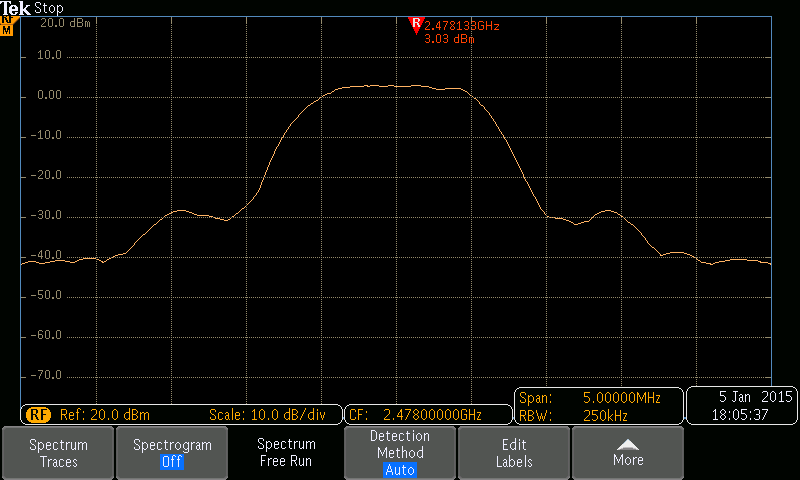 Tek Stop
RF
M
20.0 dBm
R
2.478133GHz
3.03 dBm
10.0
0.00
-10.0
-20.0
-30.0
-40.0
-50.0
-60.0
-70.0
RF Ref: 20.0 dBm Scale: 10.0 dB/div
CF: 2.47800000GHz
Span: 5.00000MHz
RBW: 250kHz
5 Jan 2015
18:05:37
Spectrum
Traces
Spectrogram
Off
Spectrum
Free Run
Detection
Method
Auto
Edit
Labels
More